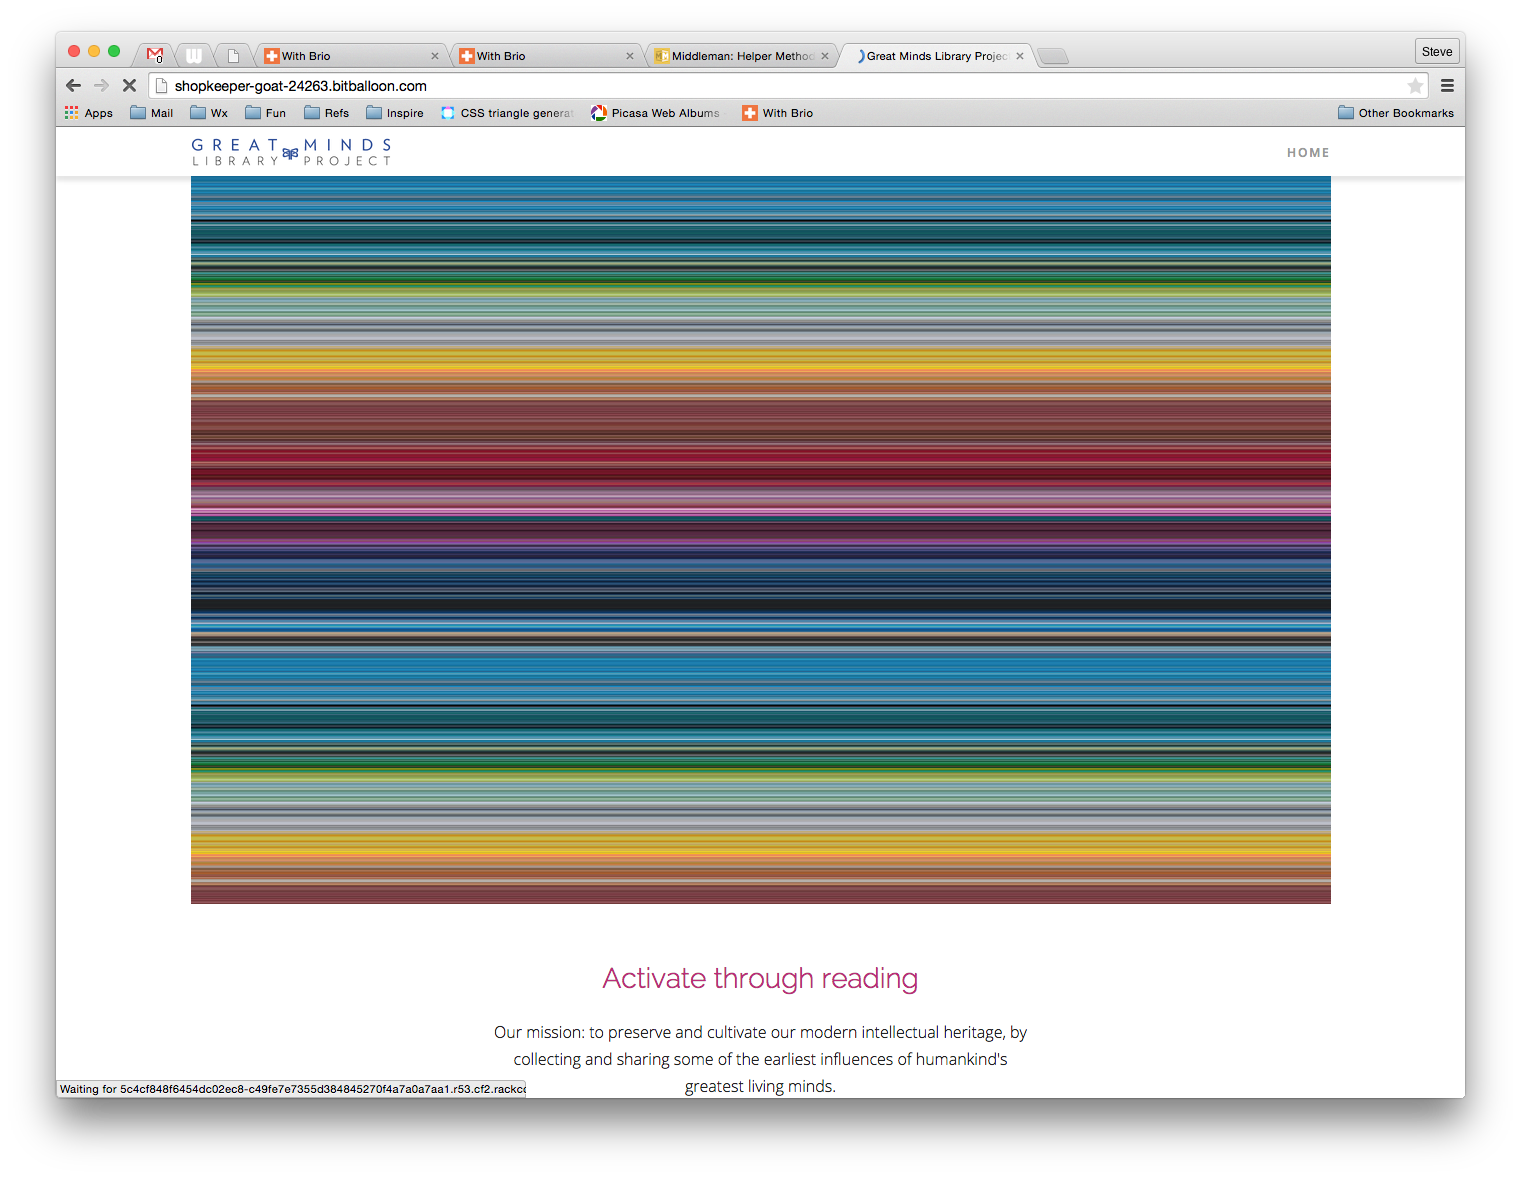 With Brio
With Brio
Middleman: Helper Metho
Great Minds Library Projec
Steve
0
shopkeeper-goat-24263.bitballoon.com
Apps
Mail
Wx
Fun
Refs
Inspire
CSS triangle genera
Picasa Web Albums
With Brio
Other Bookmarks
GREAT MINDS
LIBRARY PROJECT
HOME
Activate through reading
Our mission: to preserve and cultivate our modern intellectual heritage, by
collecting and sharing some of the earliest influences of humankind's
greatest living minds.
Waiting for 5c4cf848f6454dc02ec8-c49fe7e7355d384845270f4a7a0a7aa1.r53.cf2.rackc